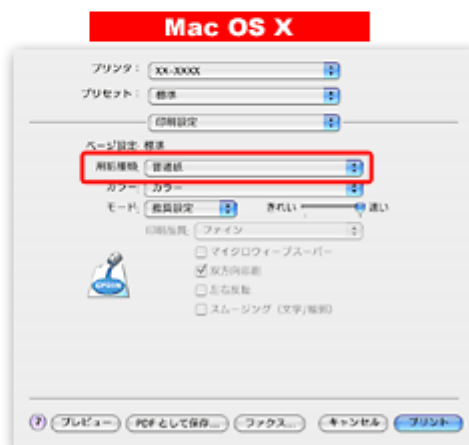 Mac OS X
プリンタ： XX-XXXX
プリセット： 標準
印刷設定
ページ設定: 標準
用紙種類: 普通紙
カラー: カラー
モード: 推奨設定 きれい 速い
印刷品質: ファイン
マイクロウィーブスーパー
双方向印刷
左右反転
スムージング（文字/輪郭）
EPSON
? プレビュー PDF として保存... ファクス... キャンセル プリント